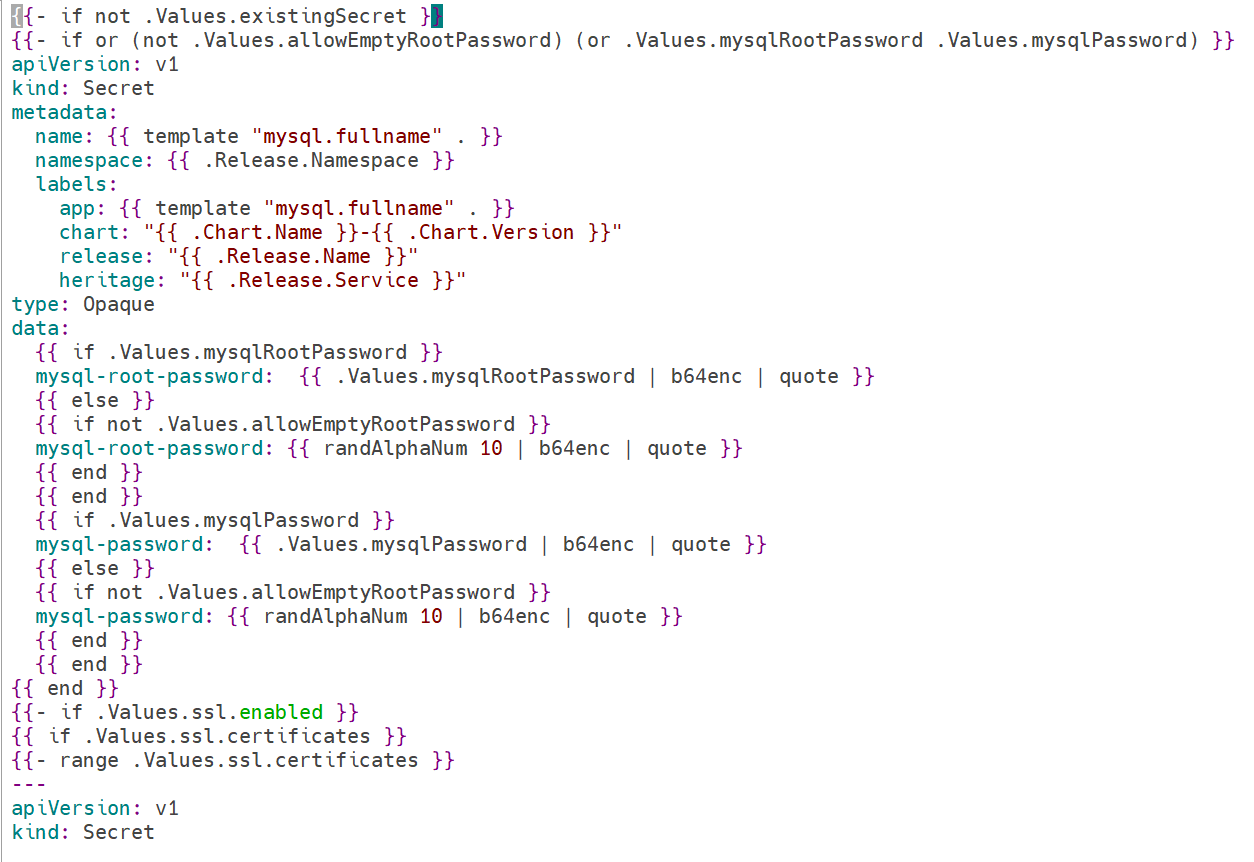 {{- if not .Values.existingSecret }}
{{- if or (not .Values.allowEmptyRootPassword) (or .Values.mysqlRootPassword .Values.mysqlPassword) }}
apiVersion: v1
kind: Secret
metadata:
  name: {{ template "mysql.fullname" . }}
  namespace: {{ .Release.Namespace }}
  labels:
    app: {{ template "mysql.fullname" . }}
    chart: "{{ .Chart.Name }}-{{ .Chart.Version }}"
    release: "{{ .Release.Name }}"
    heritage: "{{ .Release.Service }}"
type: Opaque
data:
  {{ if .Values.mysqlRootPassword }}
  mysql-root-password:  {{ .Values.mysqlRootPassword | b64enc | quote }}
  {{ else }}
  {{ if not .Values.allowEmptyRootPassword }}
  mysql-root-password: {{ randAlphaNum 10 | b64enc | quote }}
  {{ end }}
  {{ end }}
  {{ if .Values.mysqlPassword }}
  mysql-password:  {{ .Values.mysqlPassword | b64enc | quote }}
  {{ else }}
  {{ if not .Values.allowEmptyRootPassword }}
  mysql-password: {{ randAlphaNum 10 | b64enc | quote }}
  {{ end }}
  {{ end }}
{{ end }}
{{- if .Values.ssl.enabled }}
{{ if .Values.ssl.certificates }}
{{- range .Values.ssl.certificates }}
---
apiVersion: v1
kind: Secret